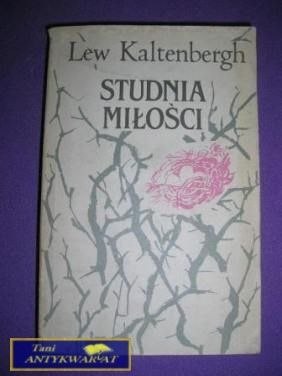 Lew Kaltenbergh
STUDNIA
MIŁOŚCI
Tani
ANTYKWARIAT